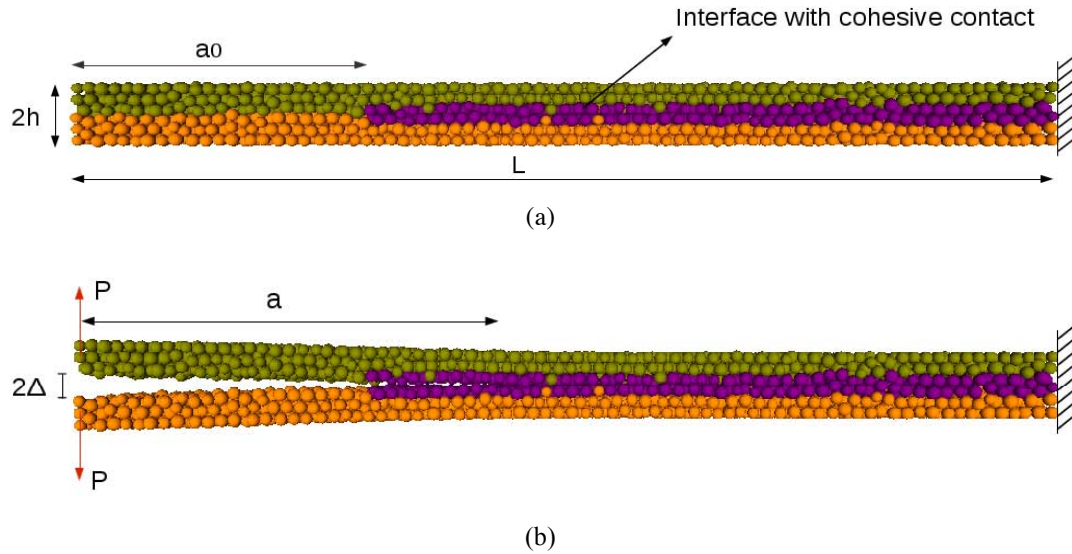 Interface with cohesive contact
a0
2h
L
(a)
P
a
2Δ
P
(b)